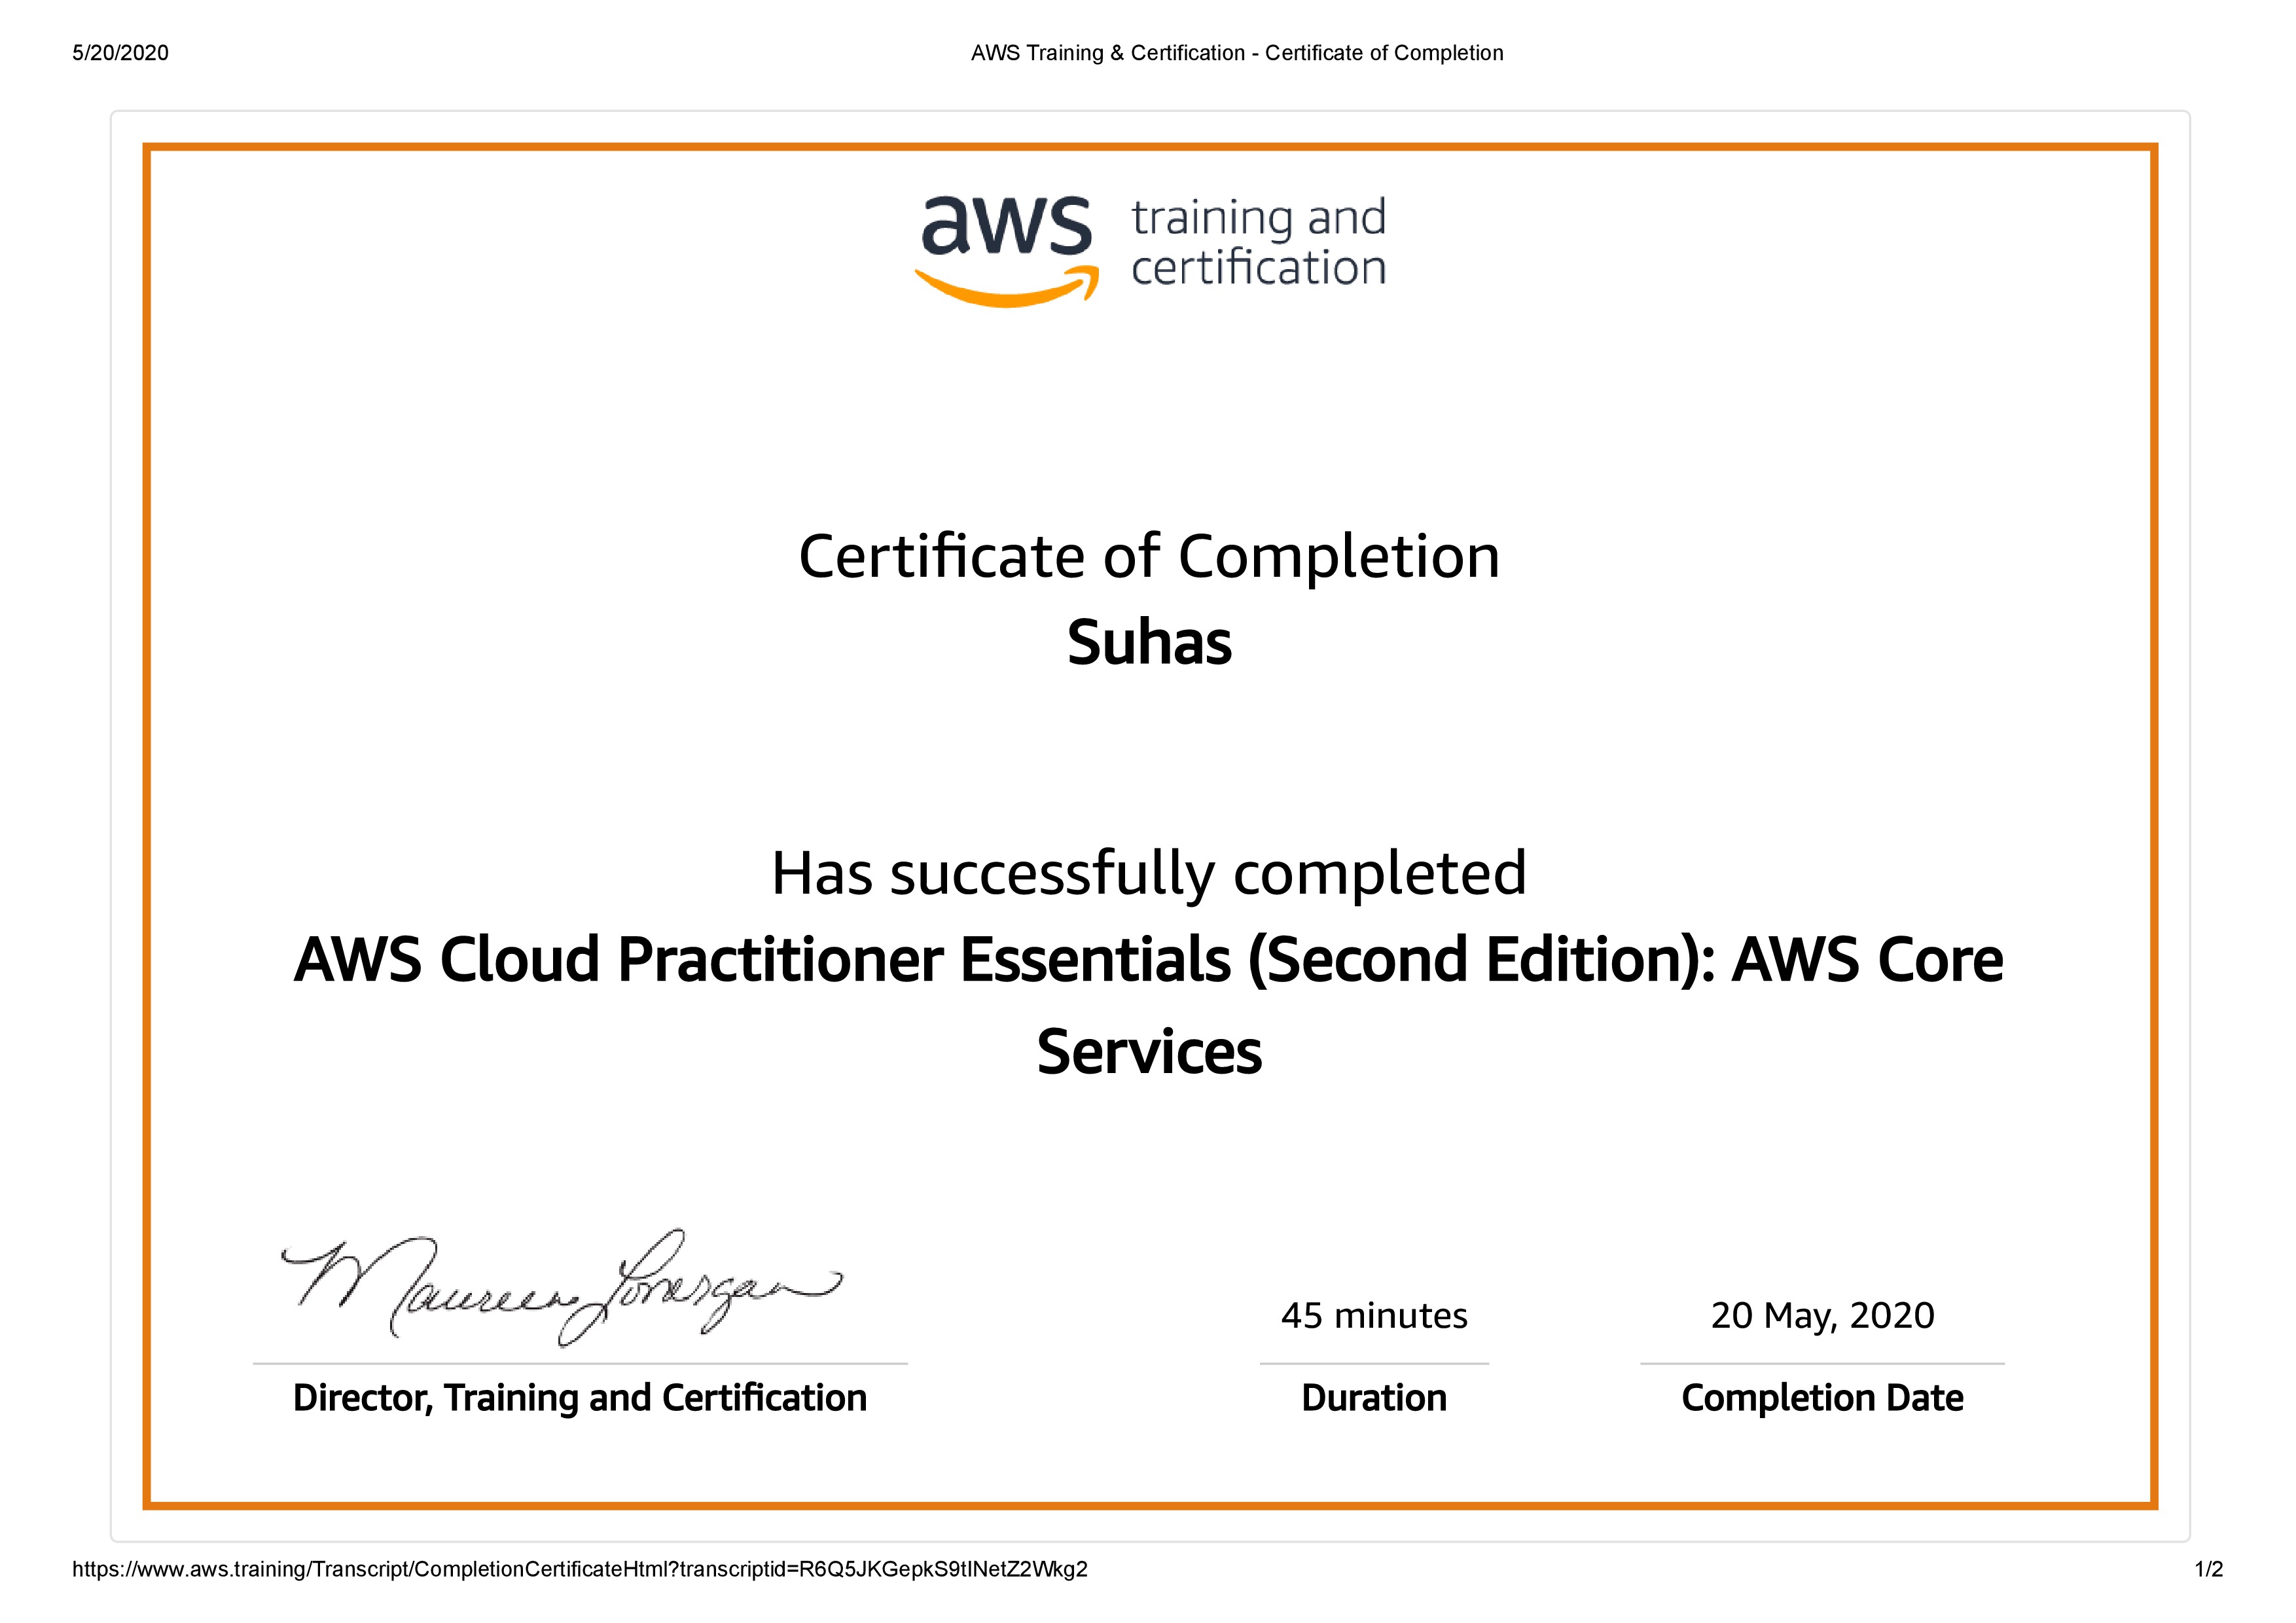 5/20/2020 AWS Training & Certification - Certificate of Completion
aws training and
certification
Certificate of Completion
Suhas
Has successfully completed
AWS Cloud Practitioner Essentials (Second Edition): AWS Core
Services
Maureen Lonergan
45 minutes 20 May, 2020
Director, Training and Certification Duration Completion Date
https://www.aws.training/Transcript/CompletionCertificateHtml?transcriptid=R6Q5JKGepkS9tINetZ2Wkg2 1/2